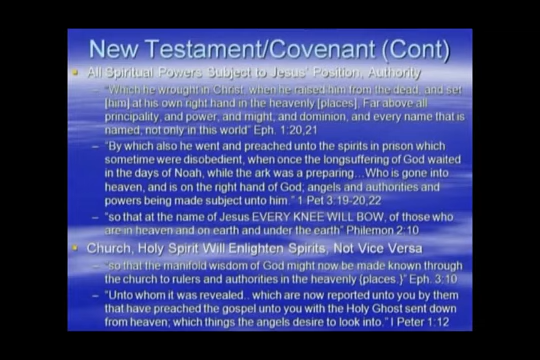 New Testament/Covenant (Cont)
• All Spiritual Powers Subject to Jesus' Position, Authority
– "Which he wrought in Christ, when he raised him from the dead, and set
[him] at his own right hand in the heavenly [places], Far above all
principality, and power, and might, and dominion, and every name that is
named, not only in this world" Eph. 1:20,21
– "By which also he went and preached unto the spirits in prison which
sometime were disobedient, when once the longsuffering of God waited
in the days of Noah, while the ark was a preparing…Who is gone into
heaven, and is on the right hand of God; angels and authorities and
powers being made subject unto him." 1 Pet 3.19-20,22
– "so that at the name of Jesus EVERY KNEE WILL BOW, of those who
are in heaven and on earth and under the earth" Philemon 2:10
• Church, Holy Spirit Will Enlighten Spirits, Not Vice Versa
– "so that the manifold wisdom of God might now be made known through
the church to rulers and authorities in the heavenly {places.}" Eph. 3:10
– "Unto whom it was revealed.. which are now reported unto you by them
that have preached the gospel unto you with the Holy Ghost sent down
from heaven; which things the angels desire to look into." I Peter 1:12